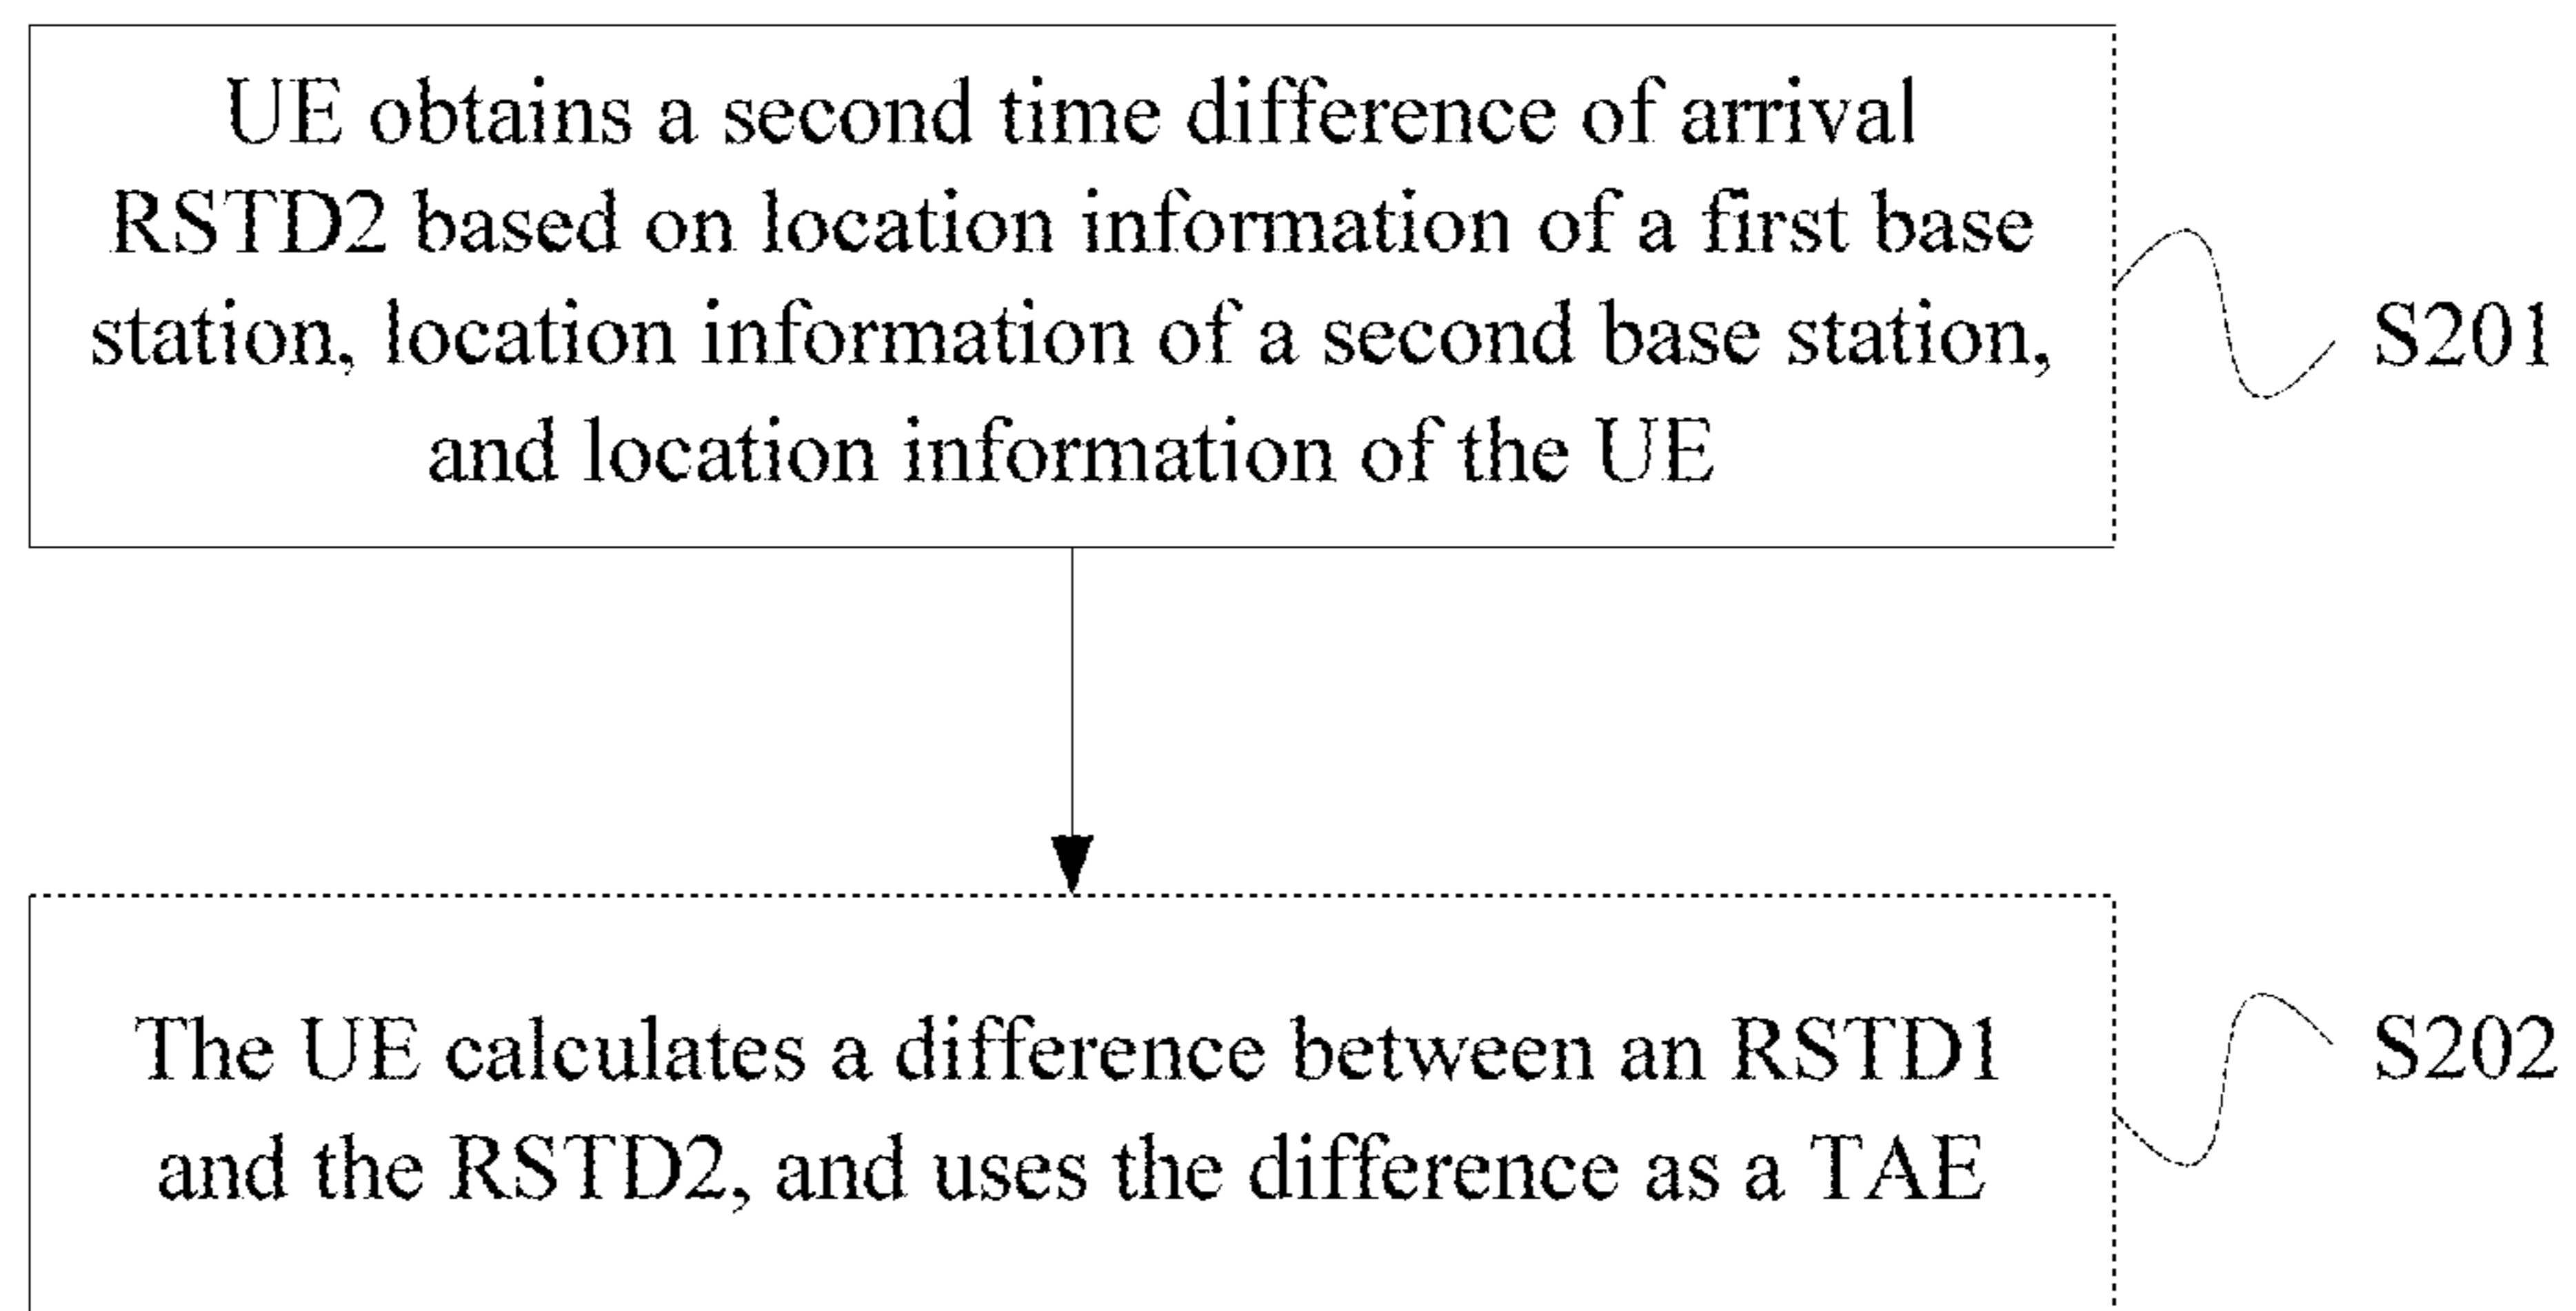 UE obtains a second time difference of arrival
RSTD2 based on location information of a first base
station, location information of a second base station,
and location information of the UE
S201
The UE calculates a difference between an RSTD1
and the RSTD2, and uses the difference as a TAE
S202